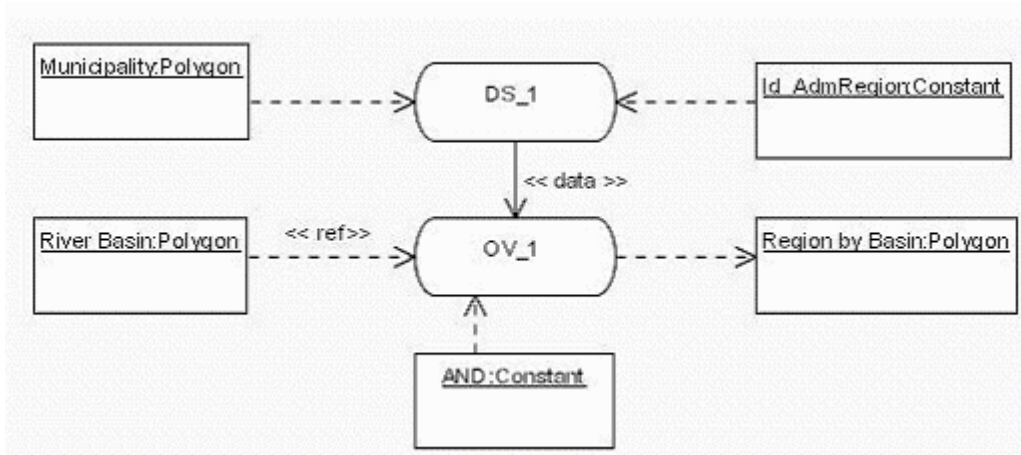 Municipality:Polygon
DS_1
Id_AdmRegion:Constant
<< data >>
River Basin:Polygon
<< ref>>
OV_1
Region by Basin:Polygon
AND:Constant